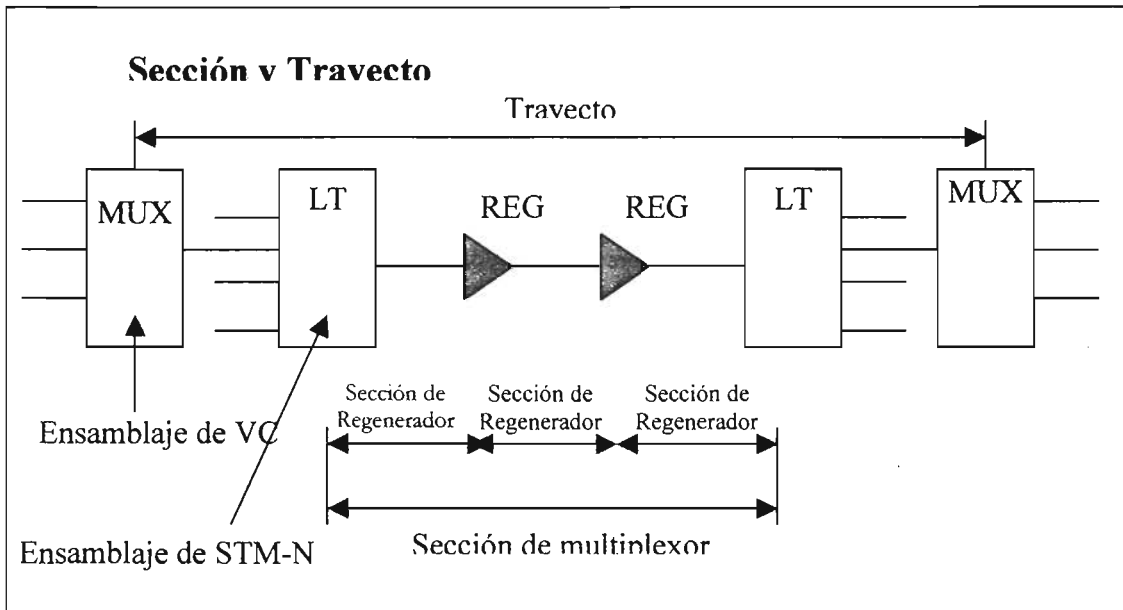 Sección y Trayecto
Trayecto
MUX
LT
REG
REG
LT
MUX
Sección de
Regenerador
Sección de
Regenerador
Sección de
Regenerador
Ensamblaje de VC
Ensamblaje de STM-N
Sección de multiplexor